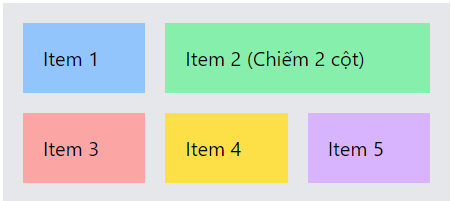 Item 1
Item 2 (Chiếm 2 cột)
Item 3
Item 4
Item 5